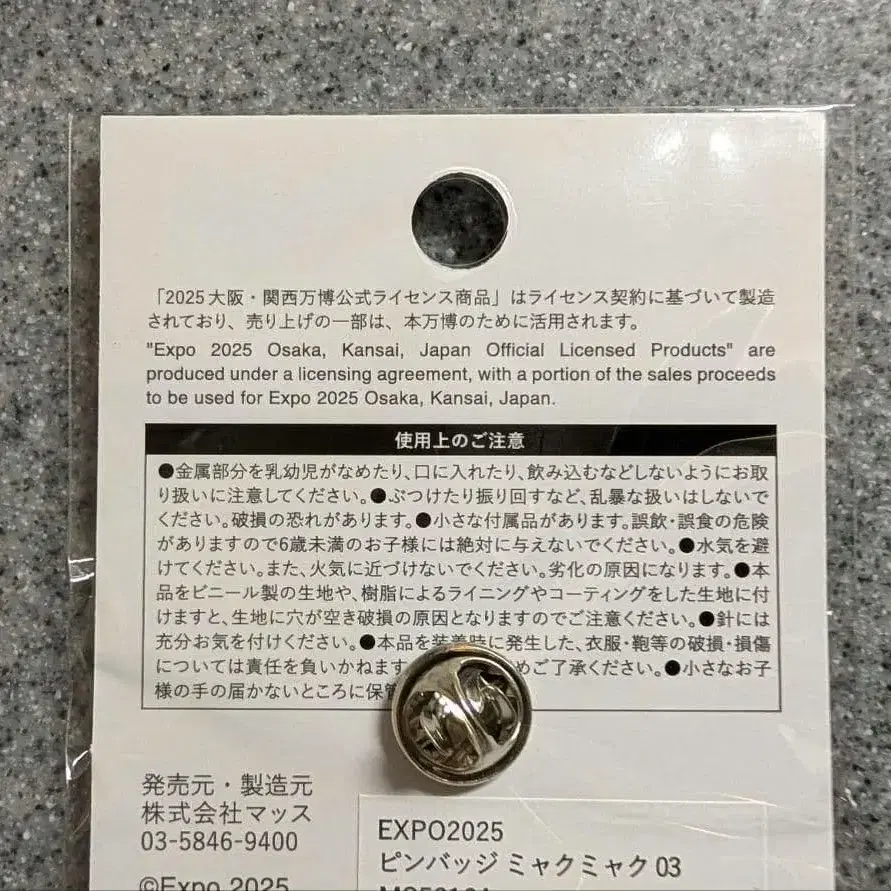 「2025大阪・関西万博公式ライセンス商品」はライセンス契約に基づいて製造
されており、売り上げの一部は、本万博のために活用されます。
"Expo 2025 Osaka, Kansai, Japan Official Licensed Products" are
produced under a licensing agreement, with a portion of the sales proceeds
to be used for Expo 2025 Osaka, Kansai, Japan.
使用上のご注意
●金属部分を乳幼児がなめたり、口に入れたり、飲み込むなどしないようにお取
り扱いに注意してください。●ぶつけたり振り回すなど、乱暴な扱いはしないで
ください。破損の恐れがあります。●小さな付属品があります。誤飲・誤食の危険
がありますので6歳未満のお子様には絶対に与えないでください。●水気を避
けてください。また、火気に近づけないでください。劣化の原因になります。●本
品をビニール製の生地や、樹脂によるライニングやコーティングをした生地に付
けますと、生地に穴が空き破損の原因となりますのでご注意ください。●針には
充分お気を付けください。●本品を装着時に発生した、衣服・鞄等の破損・損傷
については責任を負いかねます めご了承ください。●小さなお子
様の手の届かないところに保管
発売元・製造元
株式会社マッス
03-5846-9400
©Expo 2025
EXPO2025
ピンバッジ ミャクミャク 03